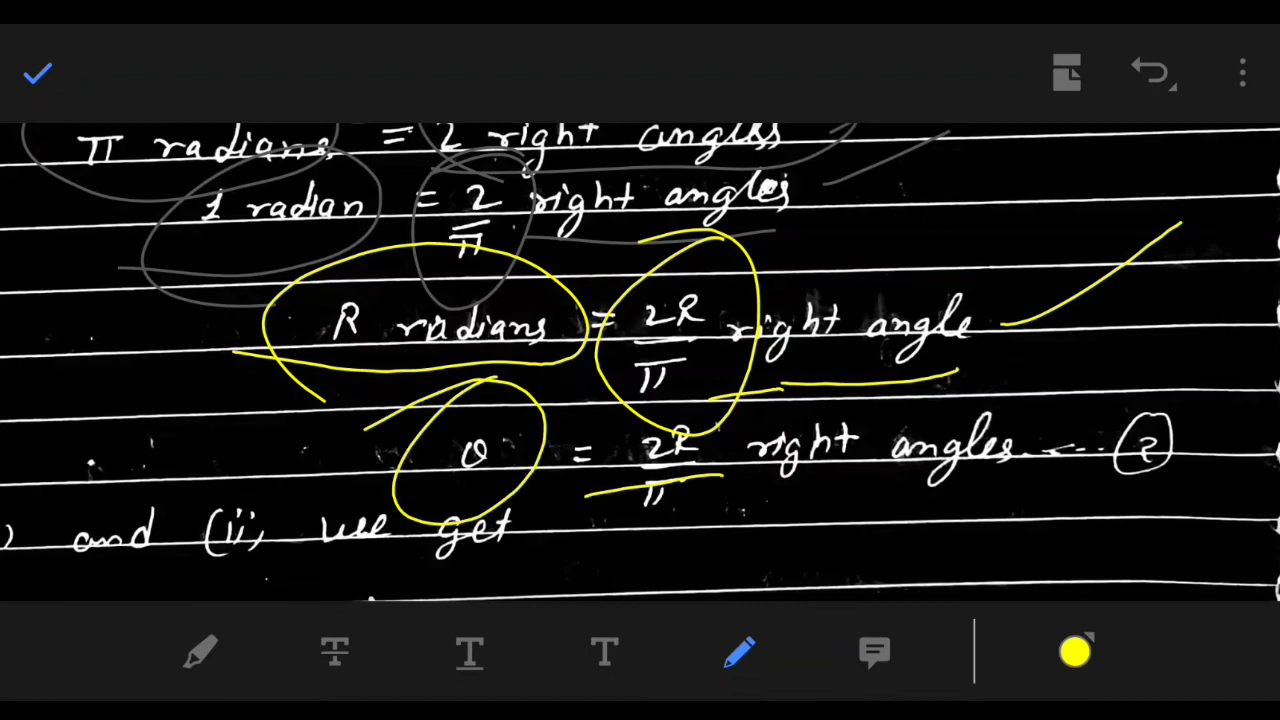 π radians = 2 right angles
1 radian = 2/π right angles
R radians = 2R/π right angle
θ = 2R/π right angles --- (2)
) and (ii, we get
T T T